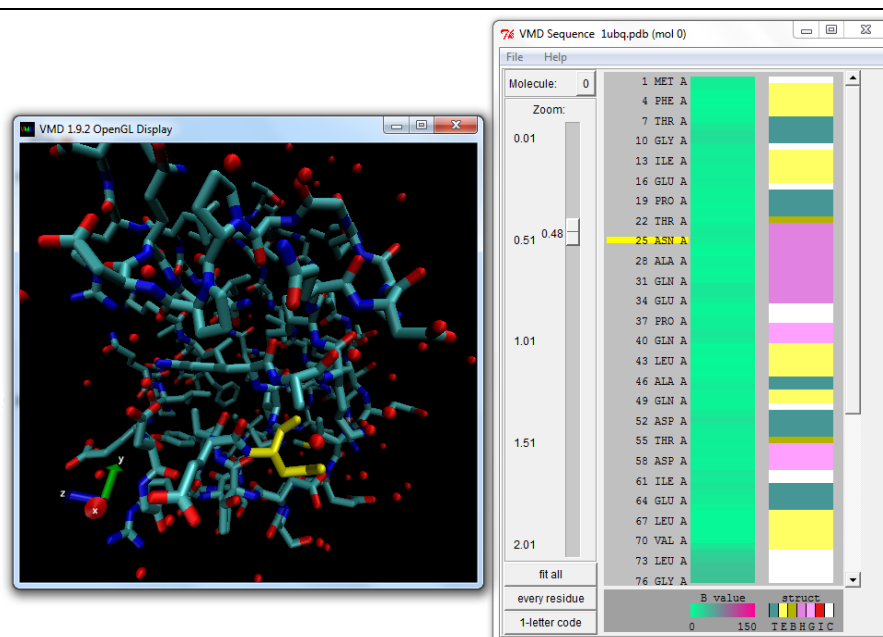 VMD 1.9.2 OpenGL Display
y
z
x
VMD Sequence 1ubq.pdb (mol 0)
File Help
Molecule: 0
Zoom:
0.01
0.51 0.48
1.01
1.51
2.01
fit all
every residue
1-letter code
1 MET A
4 PHE A
7 THR A
10 GLY A
13 ILE A
16 GLU A
19 PRO A
22 THR A
25 ASN A
28 ALA A
31 GLN A
34 GLU A
37 PRO A
40 GLN A
43 LEU A
46 ALA A
49 GLN A
52 ASP A
55 THR A
58 ASP A
61 ILE A
64 GLU A
67 LEU A
70 VAL A
73 LEU A
76 GLY A
B value struct
0 150 T E B H G I C